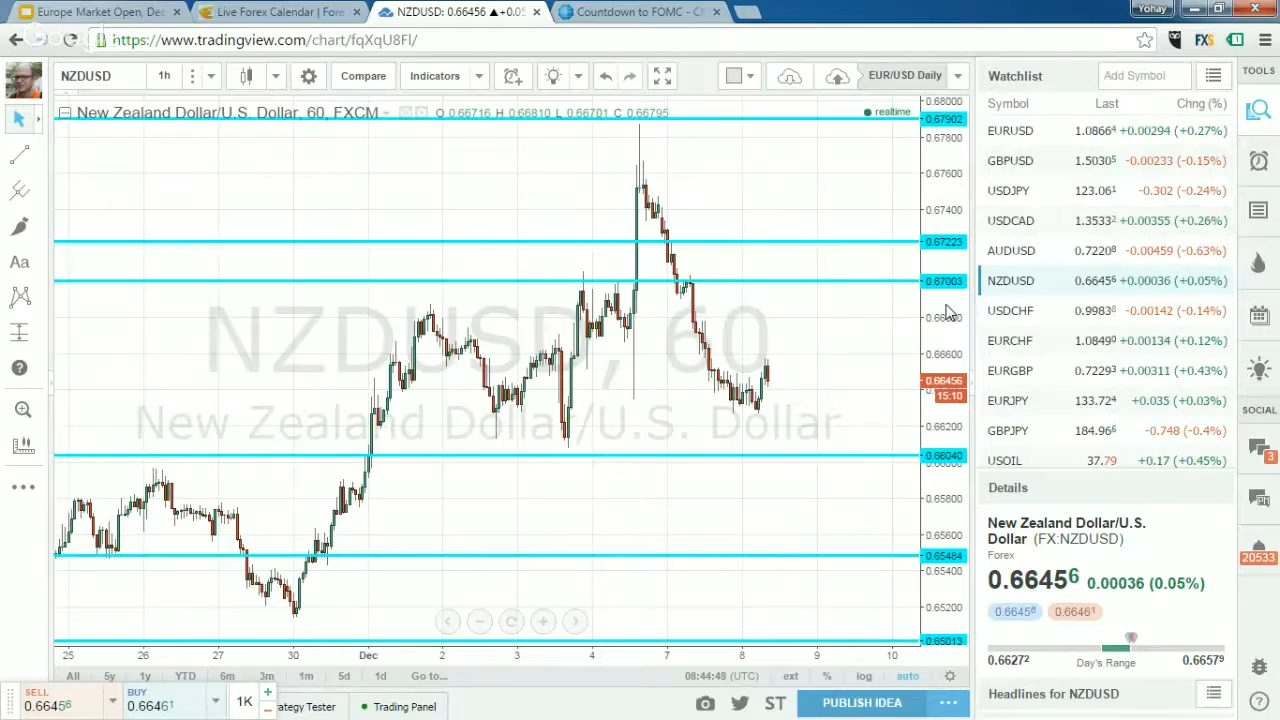 Europe Market Open, Dec
Live Forex Calendar | Fore
NZDUSD: 0.66456 ▲+0.05
Countdown to FOMC - C
Yohay
https://www.tradingview.com/chart/fqXqU8Fl/
FXS
1
NZDUSD 1h Compare Indicators EUR/USD Daily
New Zealand Dollar/U.S. Dollar, 60, FXCM O 0.66716 H 0.66810 L 0.66701 C 0.66795
realtime
NZDUSD, 60
New Zealand Dollar/U.S. Dollar
0.68000
0.67902
0.67800
0.67600
0.67400
0.67223
0.67003
0.66600
0.66456
15:10
0.66200
0.66040
0.65800
0.65600
0.65484
0.65400
0.65200
0.65013
25 26 27 30 Dec 2 3 4 7 8 9 10
All 5y 1y YTD 6m 3m 1m 5d 1d Go to... 08:44:48 (UTC) ext % log auto
SELL
0.66456
BUY
0.66461
1K
ategy Tester
Trading Panel
ST
PUBLISH IDEA
Watchlist
Add Symbol
Symbol Last Chng (%)
EURUSD 1.08664 +0.00294 (+0.27%)
GBPUSD 1.50305 -0.00233 (-0.15%)
USDJPY 123.061 -0.302 (-0.24%)
USDCAD 1.35332 +0.00355 (+0.26%)
AUDUSD 0.72208 -0.00459 (-0.63%)
NZDUSD 0.66456 +0.00036 (+0.05%)
USDCHF 0.99838 -0.00142 (-0.14%)
EURCHF 1.08490 +0.00134 (+0.12%)
EURGBP 0.72293 +0.00311 (+0.43%)
EURJPY 133.724 +0.035 (+0.03%)
GBPJPY 184.966 -0.748 (-0.4%)
USOIL 37.79 +0.17 (+0.45%)
Details
New Zealand Dollar/U.S.
Dollar (FX:NZDUSD)
Forex
0.66456 0.00036 (0.05%)
0.66456 0.66461
0.66272 Day's Range 0.66579
Headlines for NZDUSD
TOOLS
SOCIAL
3
20533